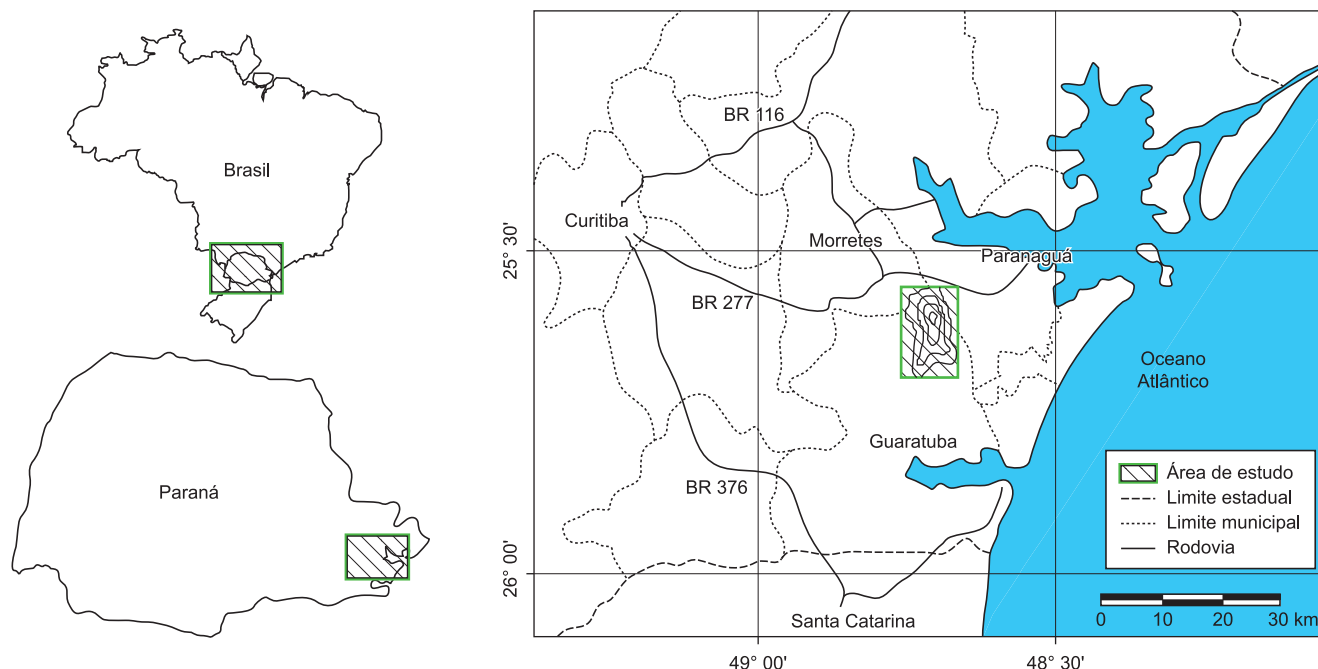 Brasil
Paraná
BR 116
Curitiba
Morretes
25° 30'
Paranaguá
BR 277
Oceano
Atlântico
Guaratuba
BR 376
Área de estudo
Limite estadual
Limite municipal
Rodovia
26° 00'
0 10 20 30 km
Santa Catarina
49° 00'
48° 30'